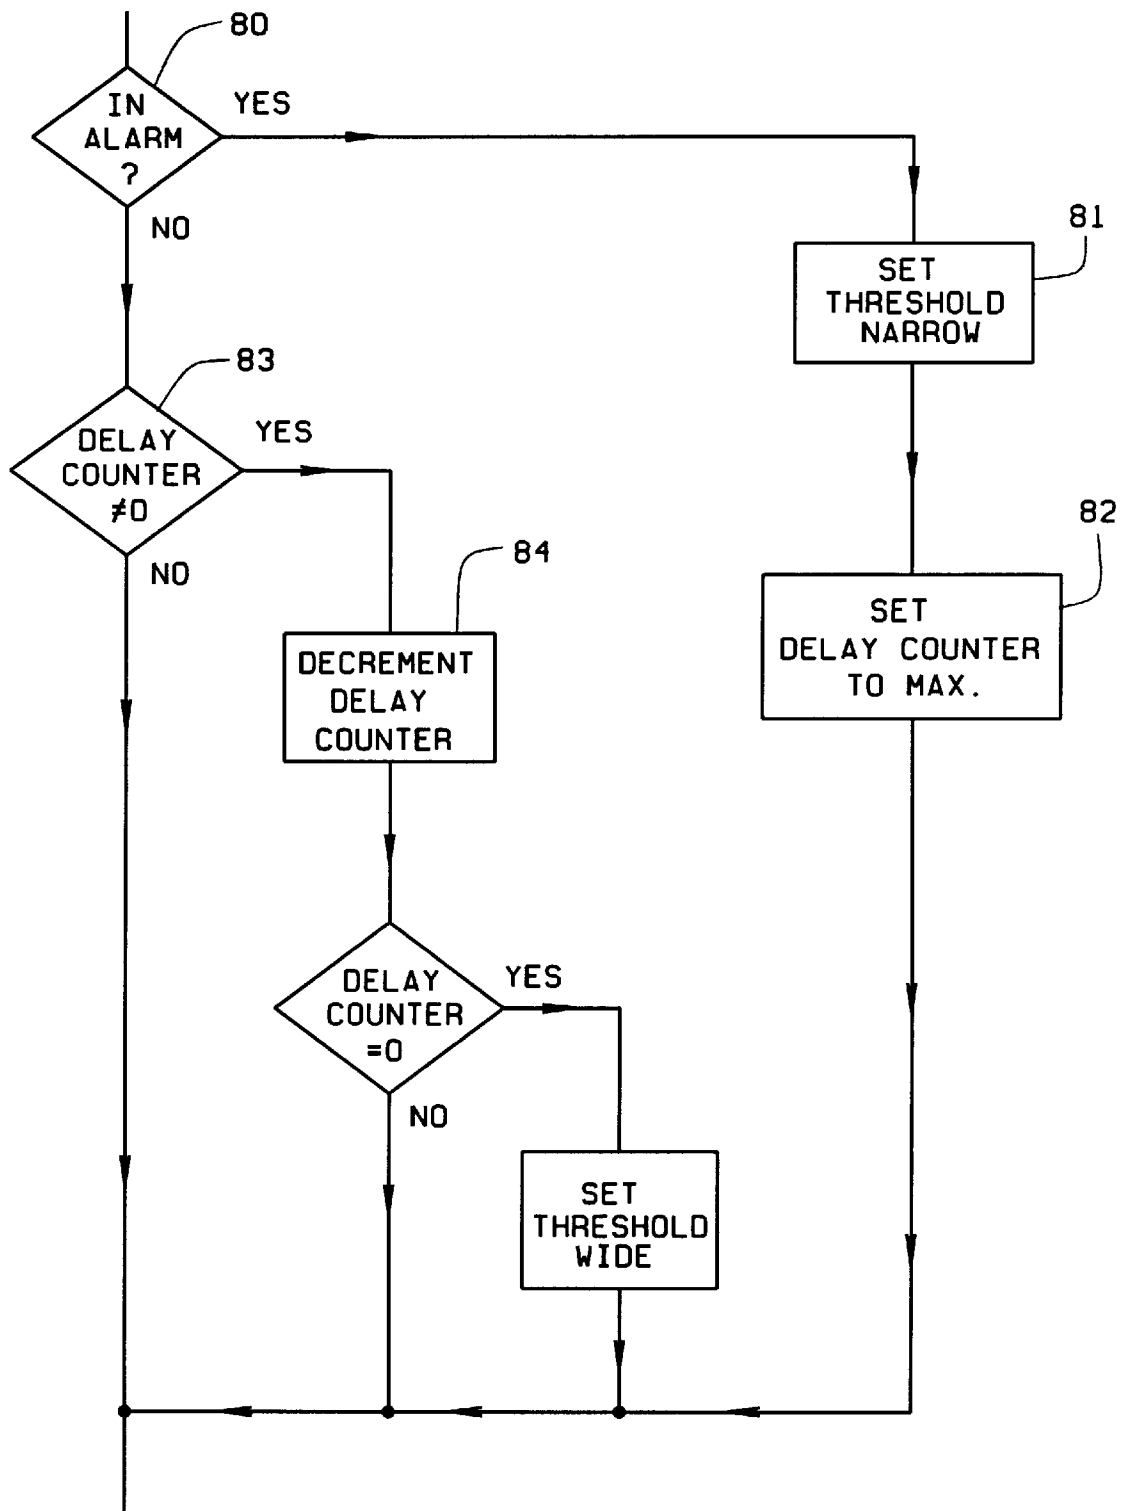 80
IN
ALARM
?
YES
NO
81
SET
THRESHOLD
NARROW
83
DELAY
COUNTER
≠0
YES
NO
82
SET
DELAY COUNTER
TO MAX.
84
DECREMENT
DELAY
COUNTER
DELAY
COUNTER
=0
YES
NO
SET
THRESHOLD
WIDE